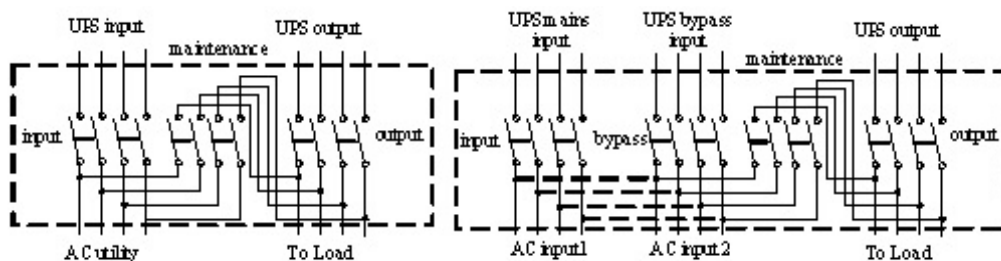 UPS input
UPS output
maintenance
input
output
AC utility
To Load
UPS mains
input
UPS bypass
input
UPS output
maintenance
input
bypass
output
AC input1
AC input2
To Load